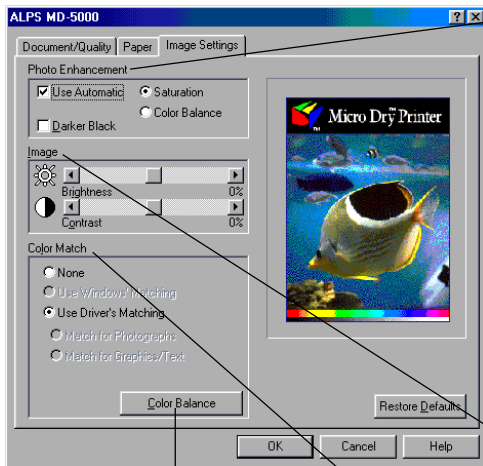 ALPS MD-5000
Document/Quality Paper Image Settings
Photo Enhancement
Use Automatic
Saturation
Color Balance
Darker Black
Image
Brightness 0%
Contrast 0%
Color Match
None
Use Windows' Matching
Use Driver's Matching
Match for Photographs
Match for Graphics/Text
Color Balance
Micro Dry Printer
TM
Restore Defaults
OK Cancel Help